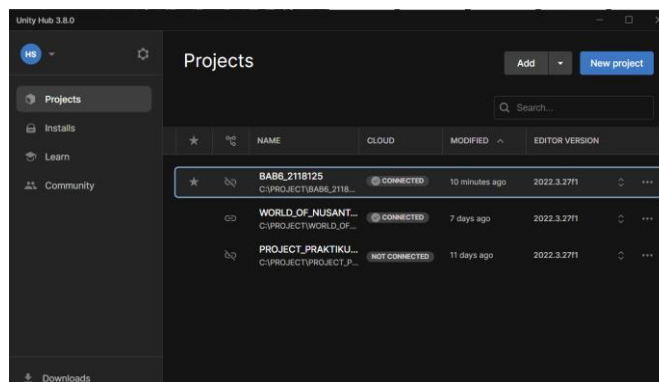 Unity Hub 3.8.0
HS
Projects
Installs
Learn
Community
Downloads
Projects
Add
New project
Search...
NAME CLOUD MODIFIED EDITOR VERSION
BAB6_2118125 CONNECTED 10 minutes ago 2022.3.27f1
C:\PROJECT\BAB6_2118...
WORLD_OF_NUSANT... CONNECTED 7 days ago 2022.3.27f1
C:\PROJECT\WORLD_OF...
PROJECT_PRAKTIKU... NOT CONNECTED 11 days ago 2022.3.27f1
C:\PROJECT\PROJECT_P...